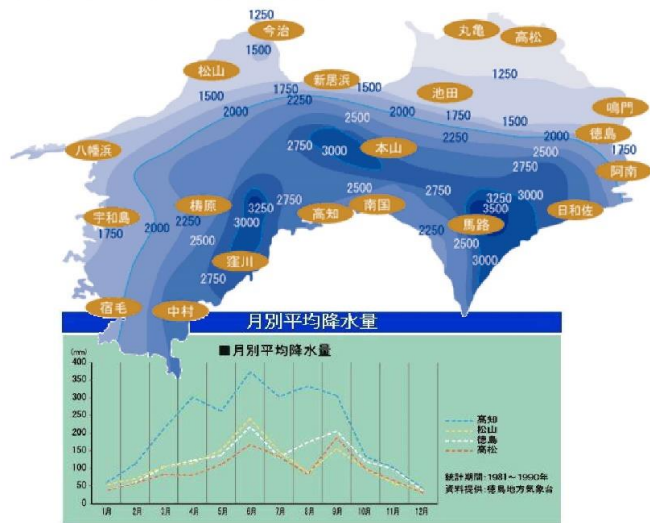 1250
今治
丸亀
高松
1500
1250
松山
新居浜
池田
鳴門
1500
1750
1500
2250
2000
2000
1750
1500
2000
徳島
2500
2250
八幡浜
2750
3000
本山
2500
1750
2750
阿南
梼原
2750
2500
2750
3250
3000
3250
高知
南国
3500
日和佐
宇和島
2250
3000
2250
馬路
1750
2000
2500
2500
窪川
3000
2750
宿毛
中村
月別平均降水量
■月別平均降水量
(mm)
400
350
300
250
200
150
100
50
0
1月 2月 3月 4月 5月 6月 7月 8月 9月 10月 11月 12月
高知
松山
徳島
高松
統計期間:1981~1990年
資料提供:徳島地方気象台